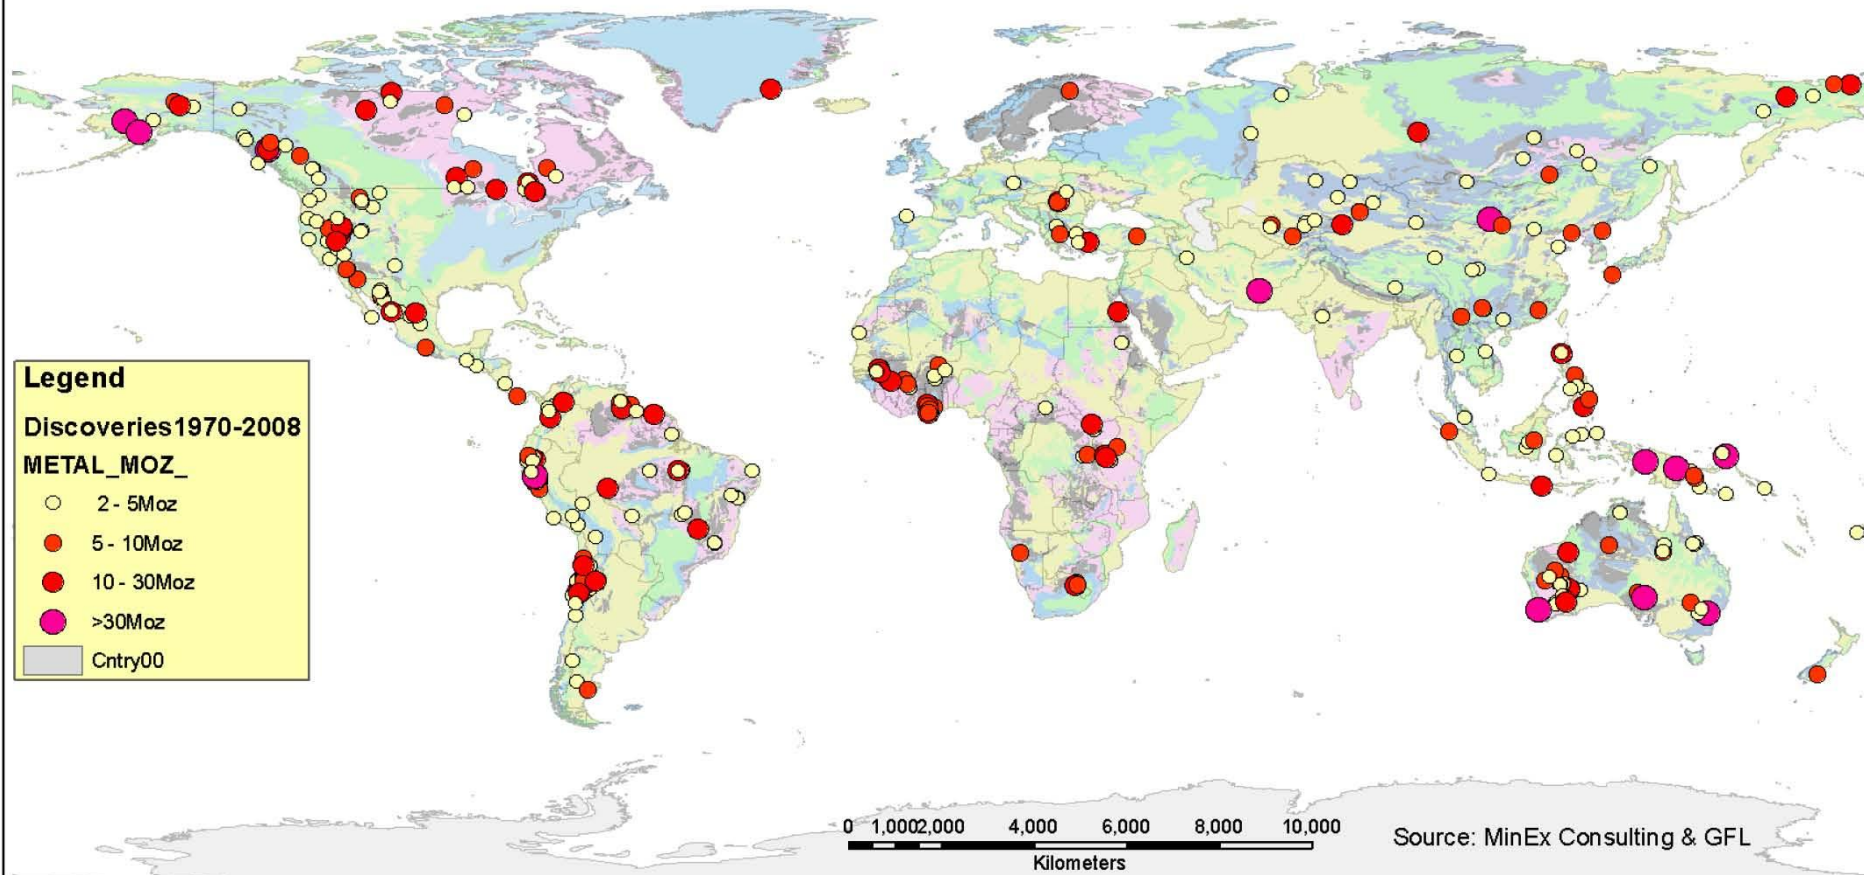 Legend
Discoveries1970-2008
METAL_MOZ_
2 - 5Moz
5 - 10Moz
10 - 30Moz
>30Moz
Cntry00
0 1,0002,000 4,000 6,000 8,000 10,000
Kilometers
Source: MinEx Consulting & GFL